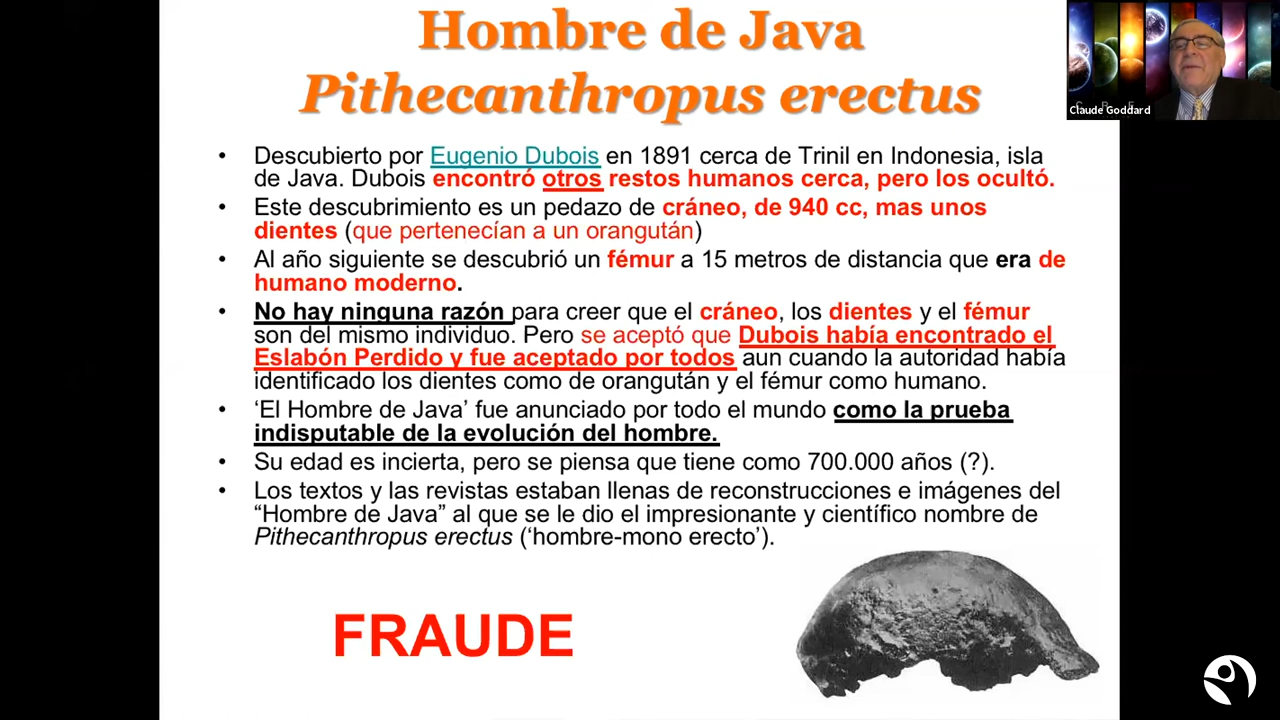 Hombre de Java
Pithecanthropus erectus
Claude Goddard
• Descubierto por Eugenio Dubois en 1891 cerca de Trinil en Indonesia, isla
de Java. Dubois encontró otros restos humanos cerca, pero los ocultó.
• Este descubrimiento es un pedazo de cráneo, de 940 cc, mas unos
dientes (que pertenecían a un orangután)
• Al año siguiente se descubrió un fémur a 15 metros de distancia que era de
humano moderno.
• No hay ninguna razón para creer que el cráneo, los dientes y el fémur
son del mismo individuo. Pero se aceptó que Dubois había encontrado el
Eslabón Perdido y fue aceptado por todos aun cuando la autoridad había
identificado los dientes como de orangután y el fémur como humano.
• ‘El Hombre de Java’ fue anunciado por todo el mundo como la prueba
indisputable de la evolución del hombre.
• Su edad es incierta, pero se piensa que tiene como 700.000 años (?).
• Los textos y las revistas estaban llenas de reconstrucciones e imágenes del
“Hombre de Java” al que se le dio el impresionante y científico nombre de
Pithecanthropus erectus (‘hombre-mono erecto’).
FRAUDE